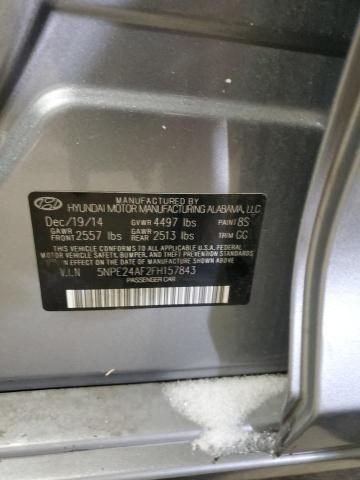 MANUFACTURED BY
HYUNDAI MOTOR MANUFACTURING ALABAMA, LLC
Dec/19/14 GVWR 4497 lbs PAINT 8S
GAWR FRONT 2557 lbs GAWR REAR 2513 lbs TRIM GG
THIS VEHICLE CONFORMS TO ALL APPLICABLE U.S.A. FEDERAL
MOTOR VEHICLE SAFETY, BUMPER, AND THEFT PREVENTION
STANDARDS IN EFFECT ON THE DATE OF MANUFACTURE SHOWN ABOVE
V.I.N 5NPE24AF2FH157843
PASSENGER CAR